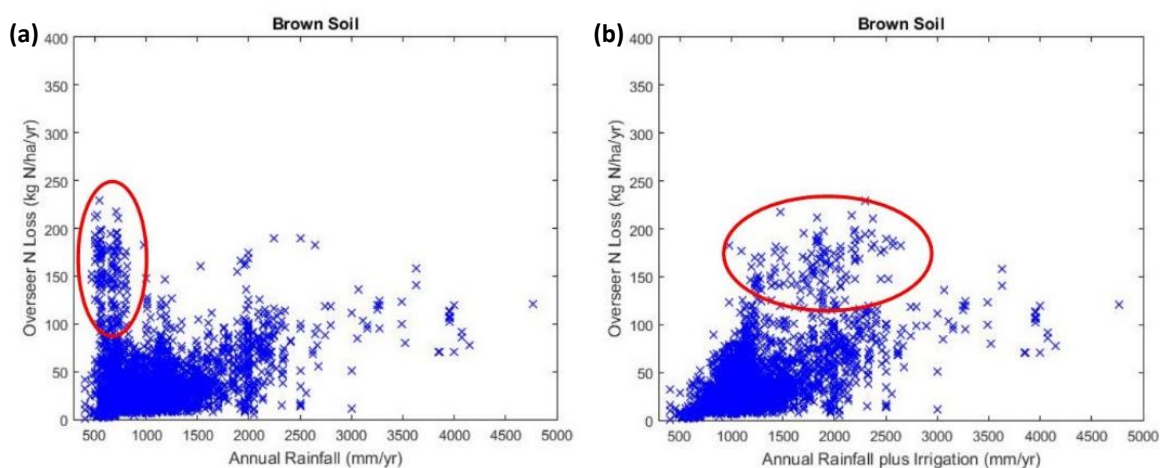 (a)
Brown Soil
400
350
300
250
200
150
100
50
0
Overseer N Loss (kg N/ha/yr)
500 1000 1500 2000 2500 3000 3500 4000 4500 5000
Annual Rainfall (mm/yr)
(b)
Brown Soil
400
350
300
250
200
150
100
50
0
Overseer N Loss (kg N/ha/yr)
500 1000 1500 2000 2500 3000 3500 4000 4500 5000
Annual Rainfall plus Irrigation (mm/yr)